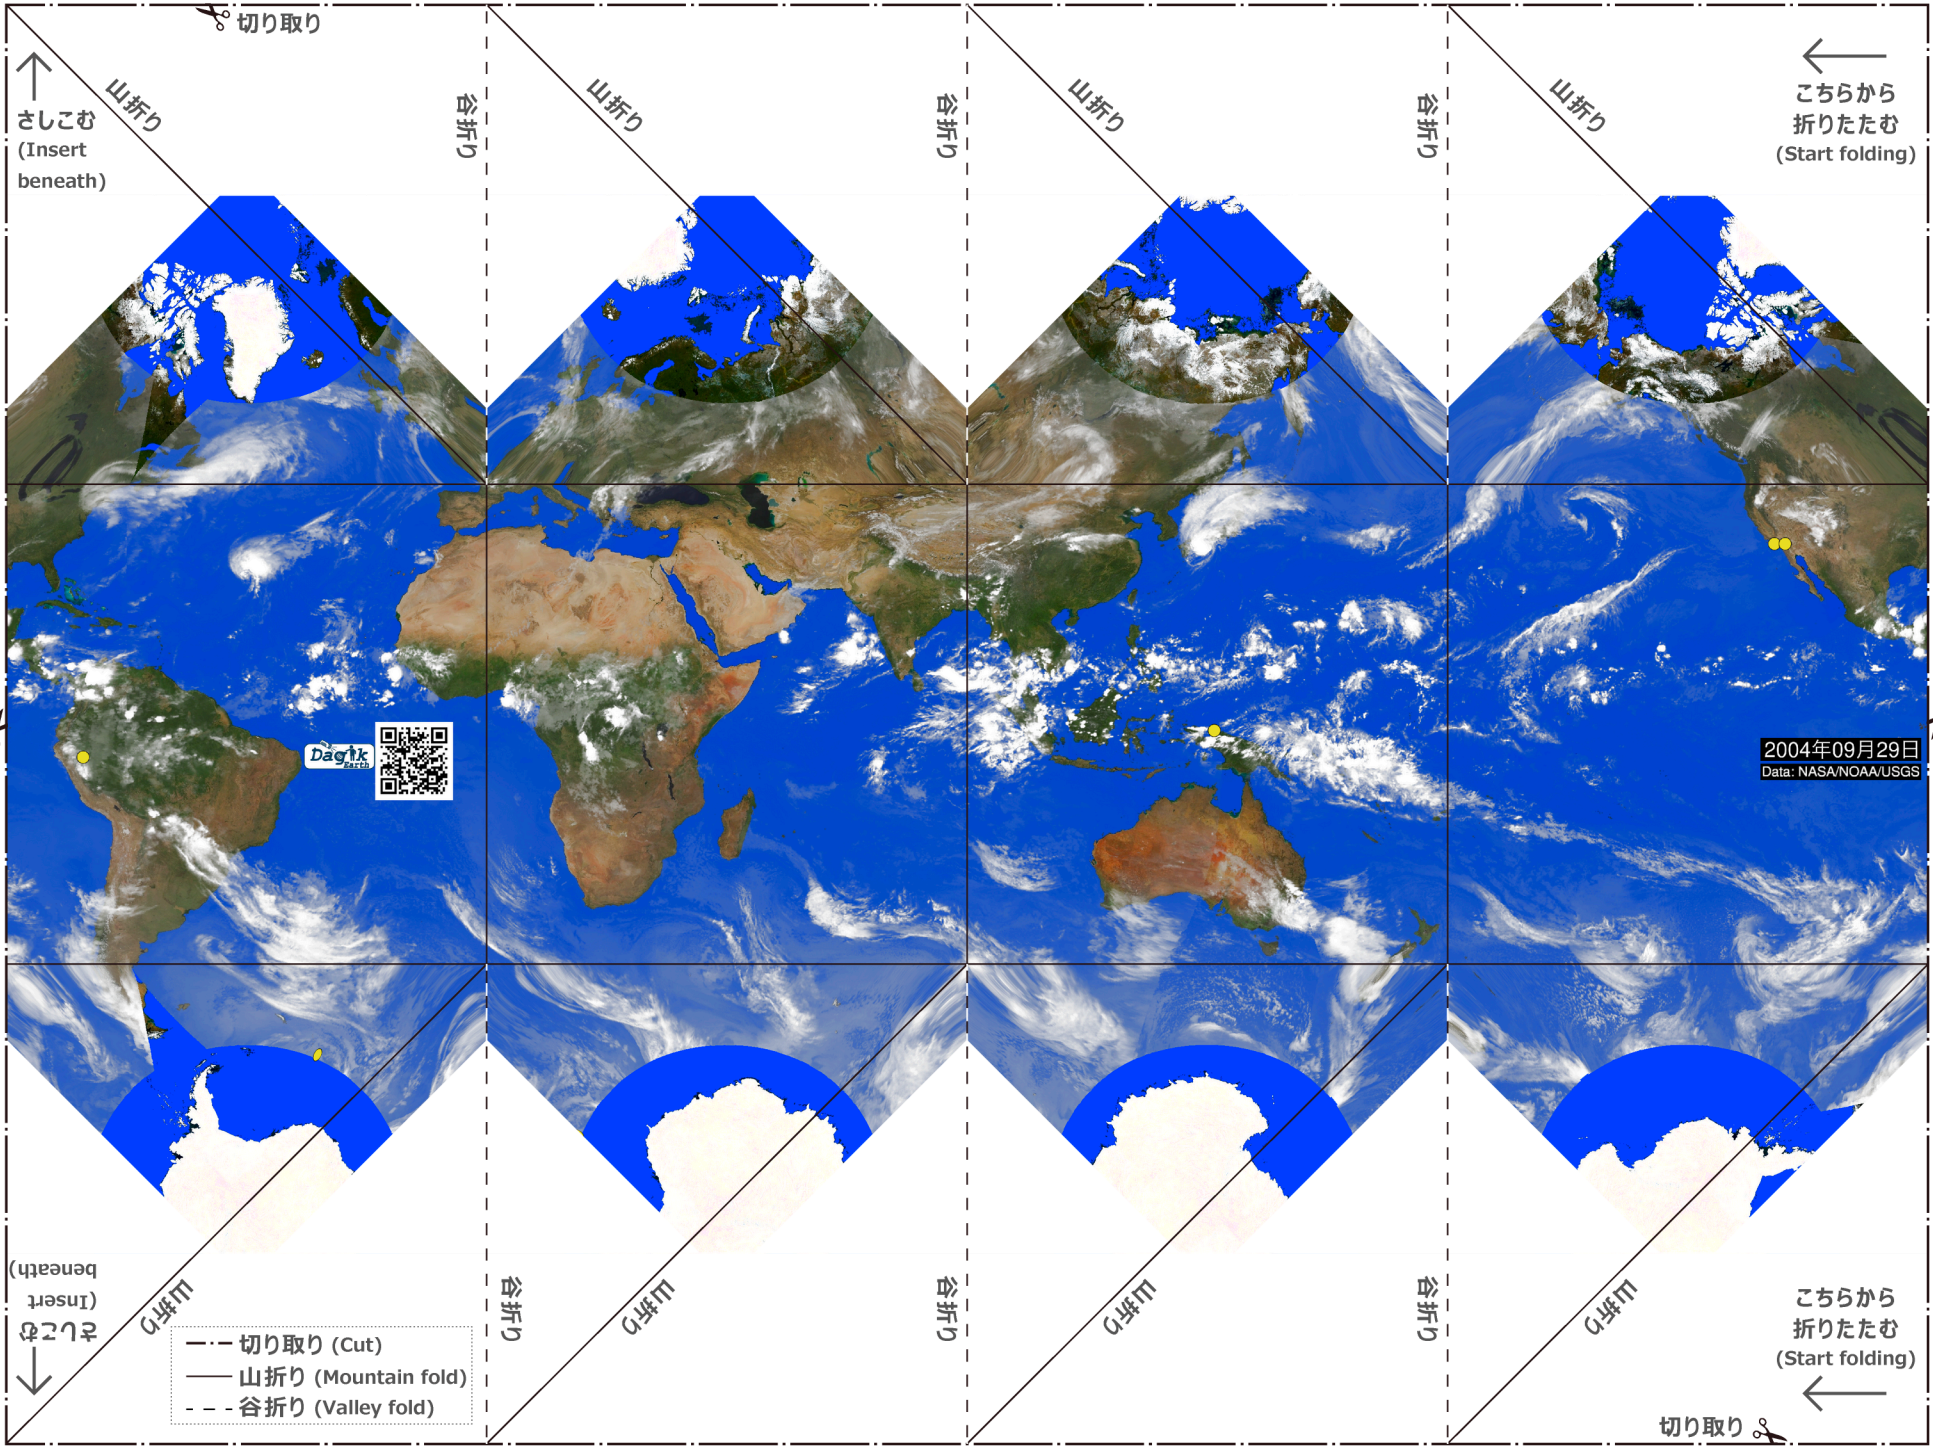 切り取り
山折り
谷折り
山折り
谷折り
山折り
谷折り
山折り
さしこむ
(Insert
beneath)
こちらから
折りたたむ
(Start folding)
Dagik
Earth
2004年09月29日
Data: NASA/NOAA/USGS
さしこむ
(Insert
beneath)
山折り
谷折り
山折り
谷折り
山折り
谷折り
山折り
こちらから
折りたたむ
(Start folding)
切り取り (Cut)
山折り (Mountain fold)
谷折り (Valley fold)
切り取り